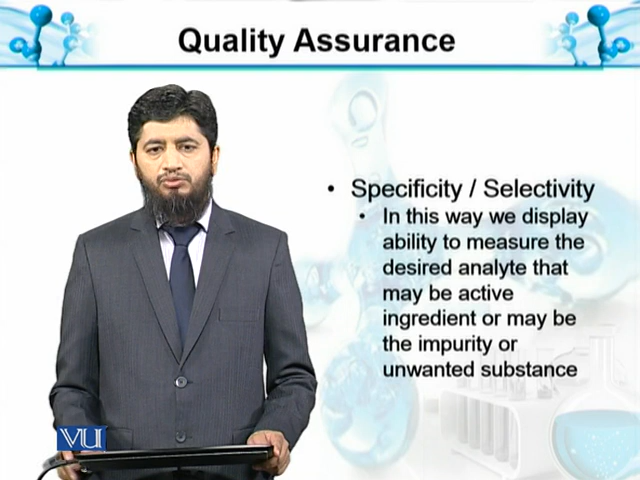 Quality Assurance
• Specificity / Selectivity
• In this way we display
ability to measure the
desired analyte that
may be active
ingredient or may be
the impurity or
unwanted substance
VU